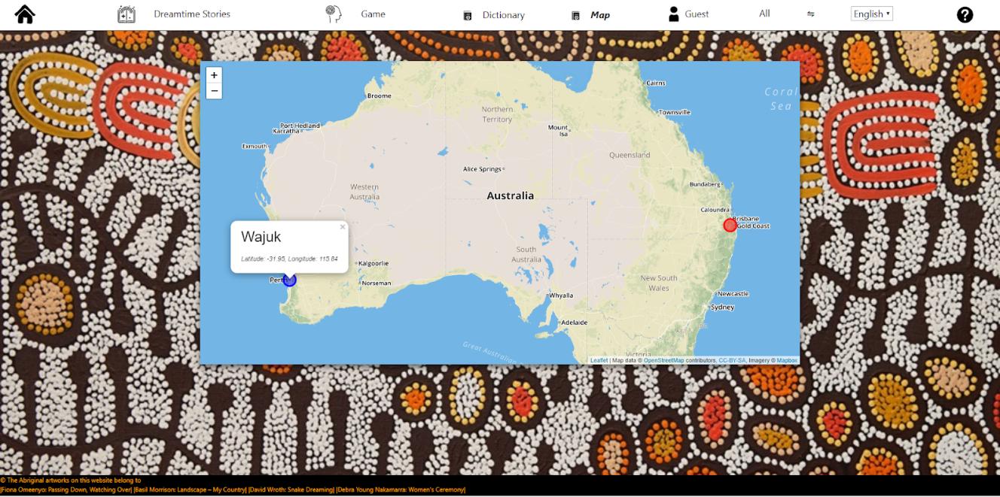 Dreamtime Stories
Game
Dictionary
Map
Guest
All
⇋
English
?
+
−
Cairns
Coral
Sea
Broome
Northern
Territory
Townsville
Port Hedland
Karratha
Mount
Isa
Exmouth
Queensland
Alice Springs
Western
Australia
Bundaberg
Australia
Caloundra
Brisbane
Gold Coast
×
Wajuk
Latitude: -31.95, Longitude: 115.84
South
Australia
Kalgoorlie
Perth
Norseman
New South
Wales
Whyalla
Newcastle
Sydney
Adelaide
Great Australian
Victoria
Leaflet | Map data © OpenStreetMap contributors, CC-BY-SA, Imagery © Mapbox
© The Abriginal artworks on this website belong to
|Fiona Omeenyo: Passing Down, Watching Over| |Basil Morrison: Landscape – My Country| |David Wroth: Snake Dreaming| |Debra Young Nakamarra: Women's Ceremony|